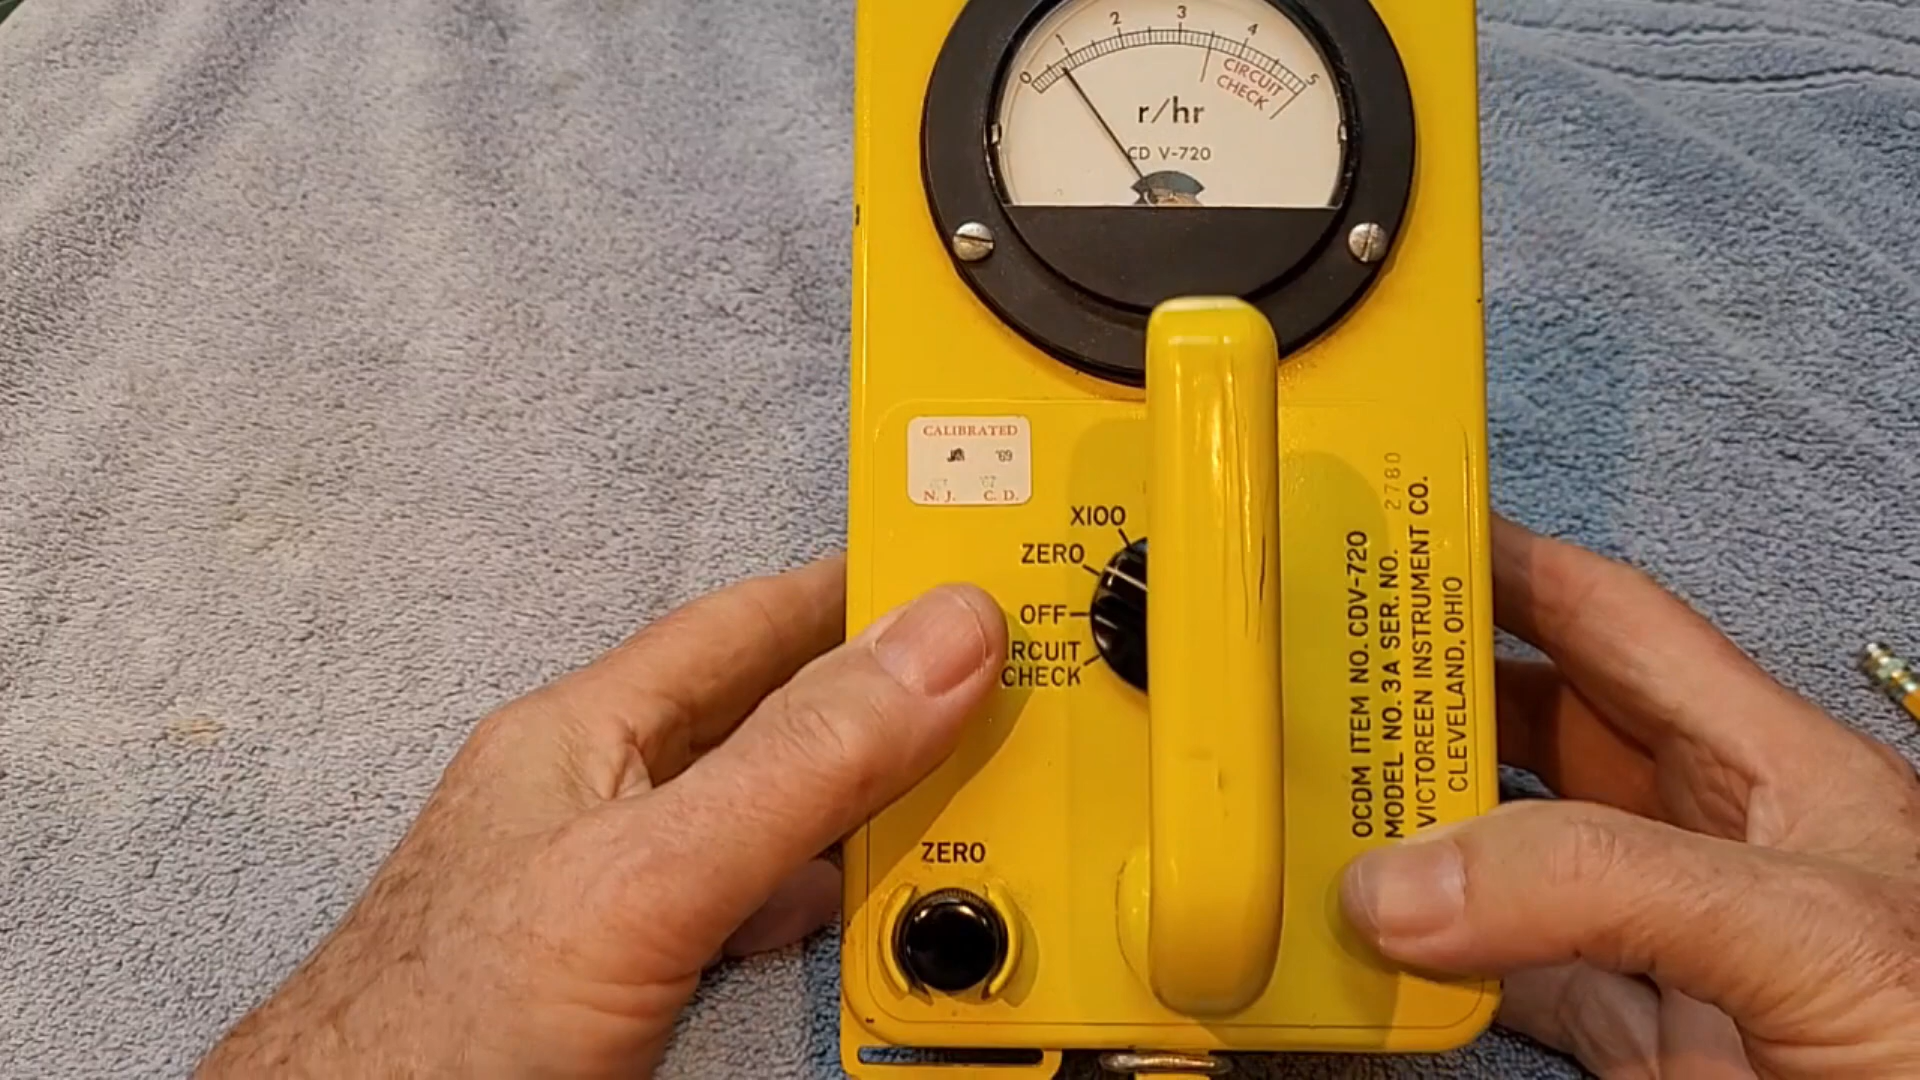 0 1 2 3 4 5
CIRCUIT
CHECK
r/hr
CD V-720
CALIBRATED
'69
N. J. C. D.
X100
ZERO
OFF
IRCUIT
CHECK
ZERO
OCDM ITEM NO. CDV-720
MODEL NO. 3A SER. NO. 2780
VICTOREEN INSTRUMENT CO.
CLEVELAND, OHIO